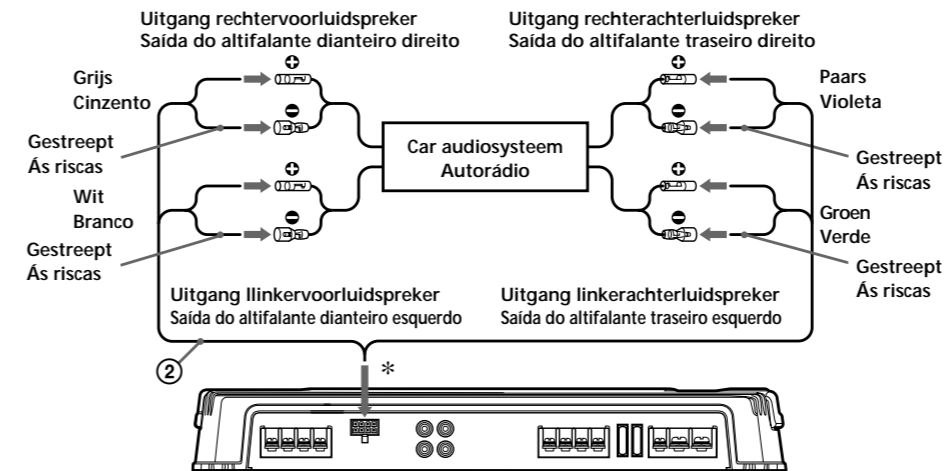 Uitgang rechtervoorluidspreker
Saída do altifalante dianteiro direito
Uitgang rechterachterluidspreker
Saída do altifalante traseiro direito
Grijs
Cinzento
Gestreept
Ás riscas
Wit
Branco
Gestreept
Ás riscas
Car audiosysteem
Autorádio
Paars
Violeta
Gestreept
Ás riscas
Groen
Verde
Gestreept
Ás riscas
Uitgang llinkervoorluidspreker
Saída do altifalante dianteiro esquerdo
Uitgang linkerachterluidspreker
Saída do altifalante traseiro esquerdo
②
*